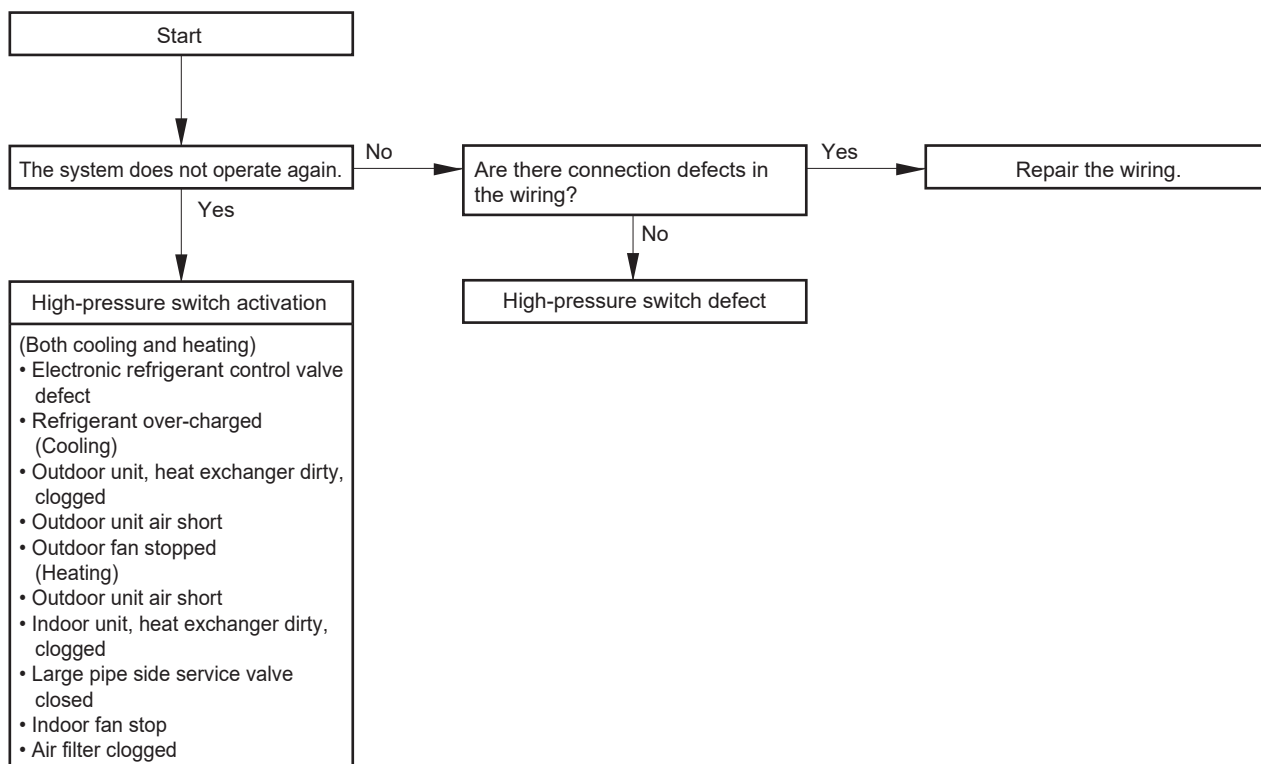 Start
The system does not operate again.
No
Are there connection defects in
the wiring?
Yes
Repair the wiring.
Yes
No
High-pressure switch activation
High-pressure switch defect
(Both cooling and heating)
• Electronic refrigerant control valve
defect
• Refrigerant over-charged
(Cooling)
• Outdoor unit, heat exchanger dirty,
clogged
• Outdoor unit air short
• Outdoor fan stopped
(Heating)
• Outdoor unit air short
• Indoor unit, heat exchanger dirty,
clogged
• Large pipe side service valve
closed
• Indoor fan stop
• Air filter clogged